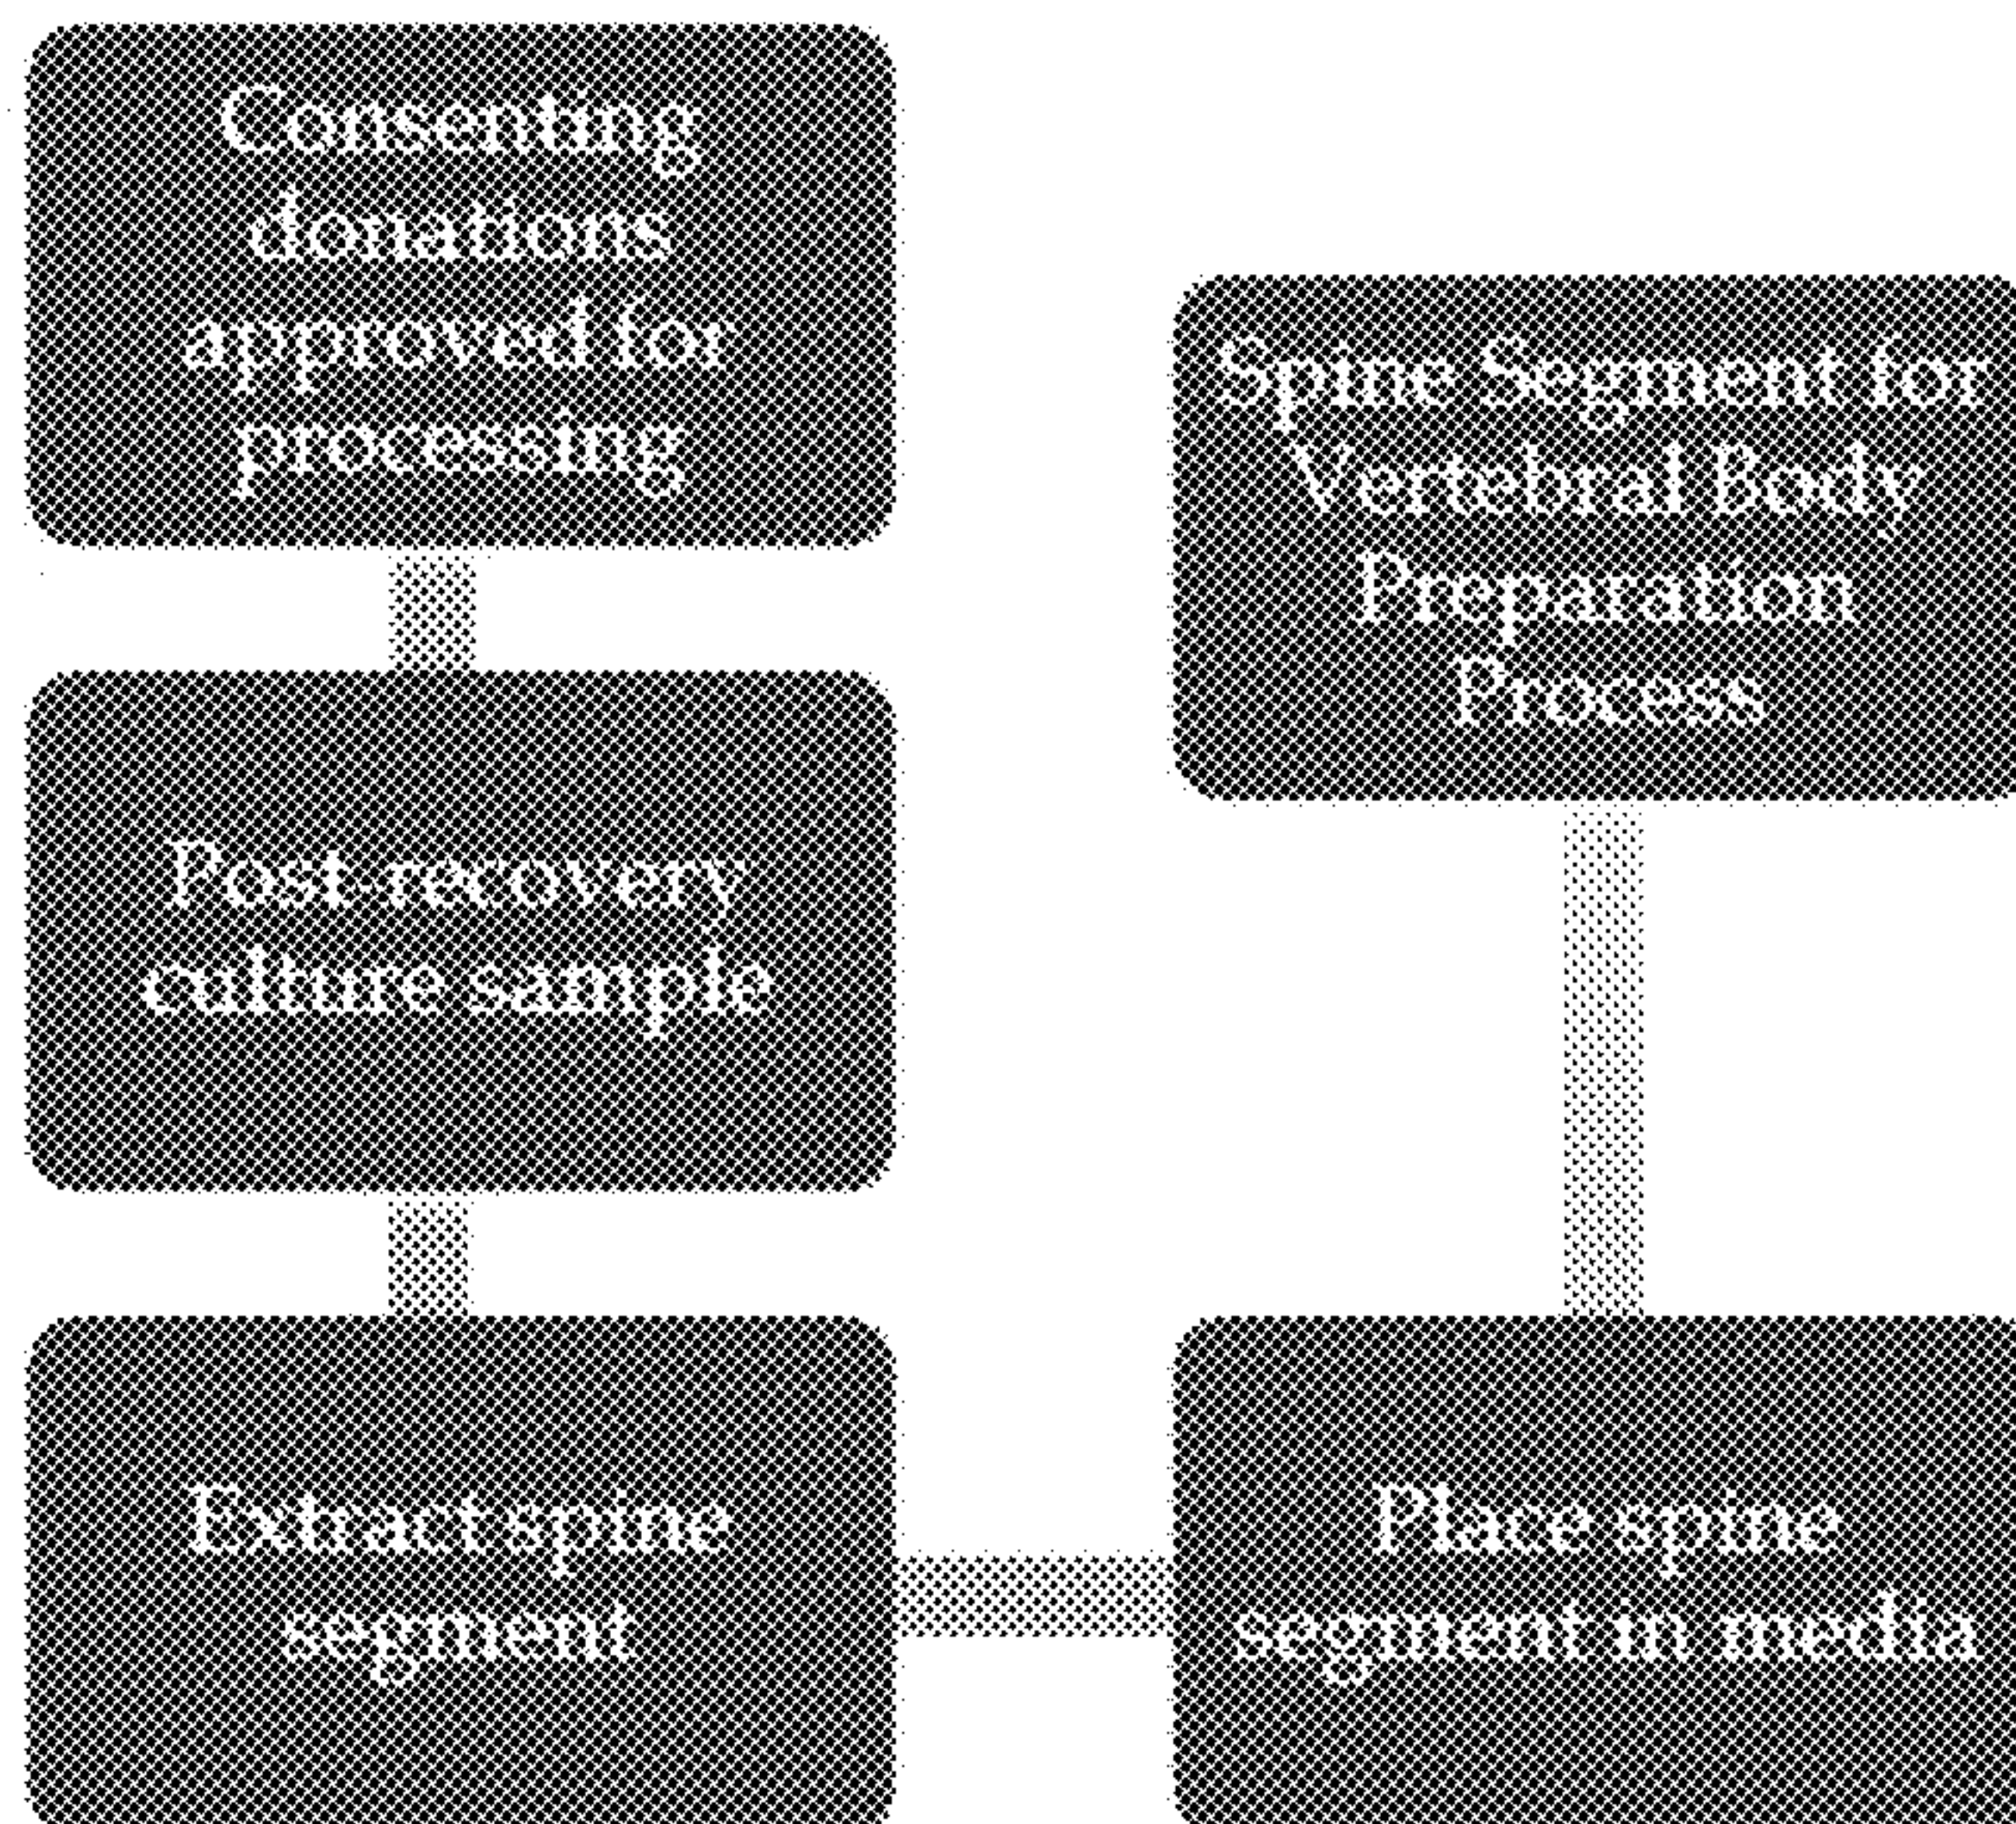 Consenting
donations
approved for
processing
Post-recovery
culture sample
Extract spine
segment
Place spine
segment in media
Spine Segment for
Vertebral Body
Preparation
Process